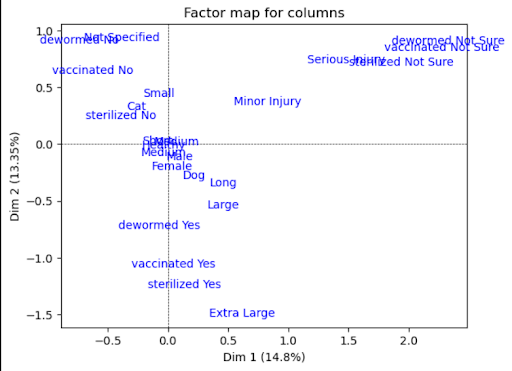 Factor map for columns
dewormed No
Not Specified
dewormed Not Sure
vaccinated Not Sure
Serious Injury
sterilized Not Sure
vaccinated No
Small
Minor Injury
Cat
sterilized No
Short
Medium
Healthy
Medium
Male
Female
Dog
Long
Large
dewormed Yes
vaccinated Yes
sterilized Yes
Extra Large
1.0
0.5
0.0
−0.5
−1.0
−1.5
Dim 2 (13.35%)
−0.5
0.0
0.5
1.0
1.5
2.0
Dim 1 (14.8%)